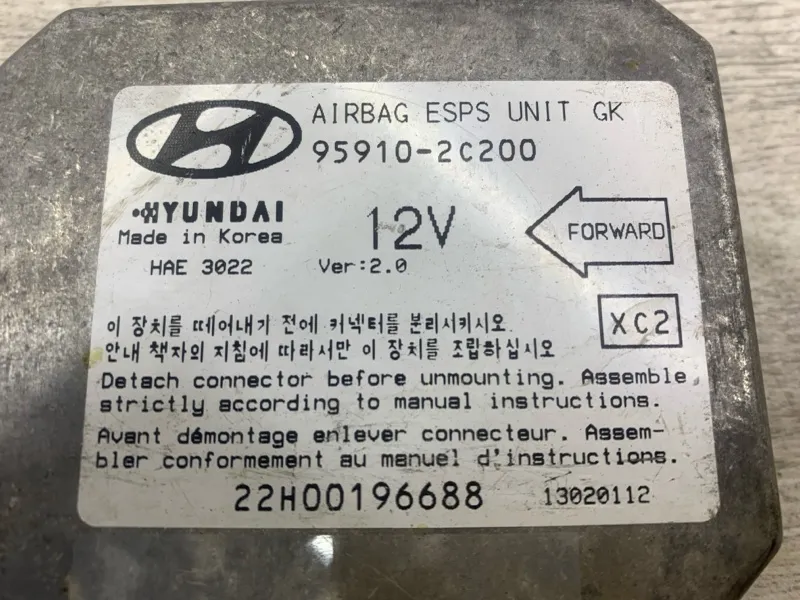 AIRBAG ESPS UNIT GK
95910-2C200
HYUNDAI
Made in Korea
HAE 3022
12V
Ver:2.0
FORWARD
XC2
이 장치를 떼어내기 전에 커넥터를 분리시키시오
안내 책자의 지침에 따라서만 이 장치를 조립하십시오
Detach connector before unmounting. Assemble
strictly according to manual instructions.
Avant démontage enlever connecteur. Assem-
bler conformement au manuel d'instructions.
22H00196688
13020112